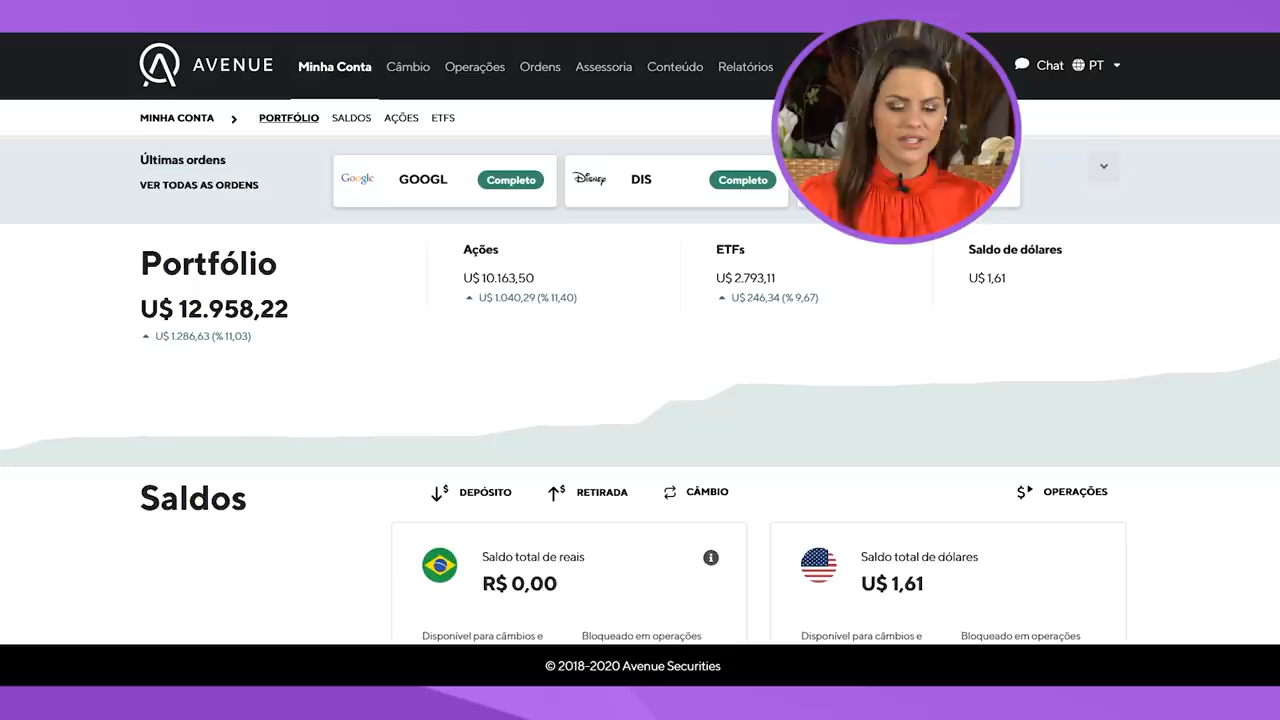 AVENUE
Minha Conta Câmbio Operações Ordens Assessoria Conteúdo Relatórios
Chat PT
MINHA CONTA PORTFÓLIO SALDOS AÇÕES ETFS
Últimas ordens
VER TODAS AS ORDENS
Google GOOGL Completo
Disney DIS Completo
Portfólio
U$ 12.958,22
U$ 1.286,63 (% 11,03)
Ações
U$ 10.163,50
U$ 1.040,29 (% 11,40)
ETFs
U$ 2.793,11
U$ 246,34 (% 9,67)
Saldo de dólares
U$ 1,61
Saldos
DEPÓSITO RETIRADA CÂMBIO OPERAÇÕES
Saldo total de reais
R$ 0,00
Disponível para câmbios e Bloqueado em operações
Saldo total de dólares
U$ 1,61
Disponível para câmbios e Bloqueado em operações
© 2018-2020 Avenue Securities